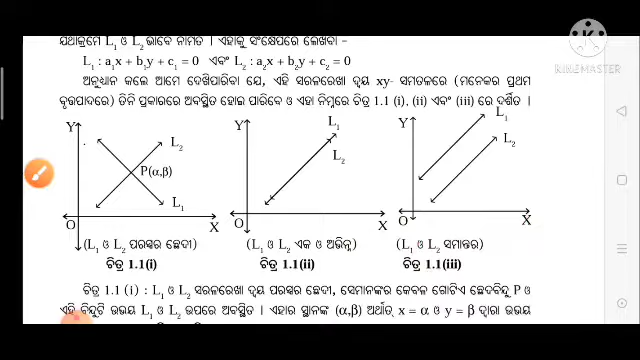 ଯଥାକ୍ରମେ L₁ ଓ L₂ ଭାବେ ନାମିତ । ଏହାକୁ ସଂକ୍ଷେପରେ ଲେଖିବା –
L₁ : a₁x + b₁y + c₁ = 0 ଏବଂ L₂ : a₂x + b₂y + c₂ = 0
ଅନୁଧ୍ୟାନ କଲେ ଆମେ ଦେଖିପାରିବା ଯେ, ଏହି ସରଳରେଖା ଦ୍ୱୟ xy- ସମତଳରେ (ମନେକର ପ୍ରଥମ
ବୃତ୍ତପାଦରେ) ତିନି ପ୍ରକାରରେ ଅବସ୍ଥିତ ହୋଇ ପାରିବେ ଓ ଏହା ନିମ୍ନରେ ଚିତ୍ର 1.1 (i), (ii) ଏବଂ (iii) ରେ ଦର୍ଶିତ ।
Y L₂ P(α,β) L₁ O X
Y L₁ L₂ O X
Y L₁ L₂ O X
(L₁ ଓ L₂ ପରସ୍ପର ଛେଦୀ) (L₁ ଓ L₂ ଏକ ଓ ଅଭିନ୍ନ) (L₁ ଓ L₂ ସମାନ୍ତର)
ଚିତ୍ର 1.1(i) ଚିତ୍ର 1.1(ii) ଚିତ୍ର 1.1(iii)
ଚିତ୍ର 1.1 (i) : L₁ ଓ L₂ ସରଳରେଖା ଦ୍ୱୟ ପରସ୍ପର ଛେଦୀ, ସେମାନଙ୍କର କେବଳ ଗୋଟିଏ ଛେଦବିନ୍ଦୁ P ଓ
ଏହି ବିନ୍ଦୁଟି ଉଭୟ L₁ ଓ L₂ ଉପରେ ଅବସ୍ଥିତ । ଏହାର ସ୍ଥାନାଙ୍କ (α,β) ଅର୍ଥାତ୍ x = α ଓ y = β ଦ୍ୱାରା ଉଭୟ
KINEMASTER